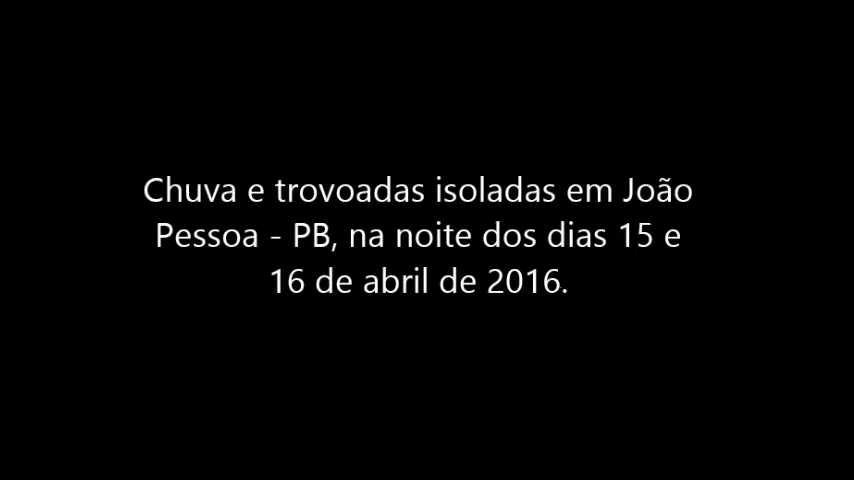 Chuva e trovoadas isoladas em João
Pessoa - PB, na noite dos dias 15 e
16 de abril de 2016.